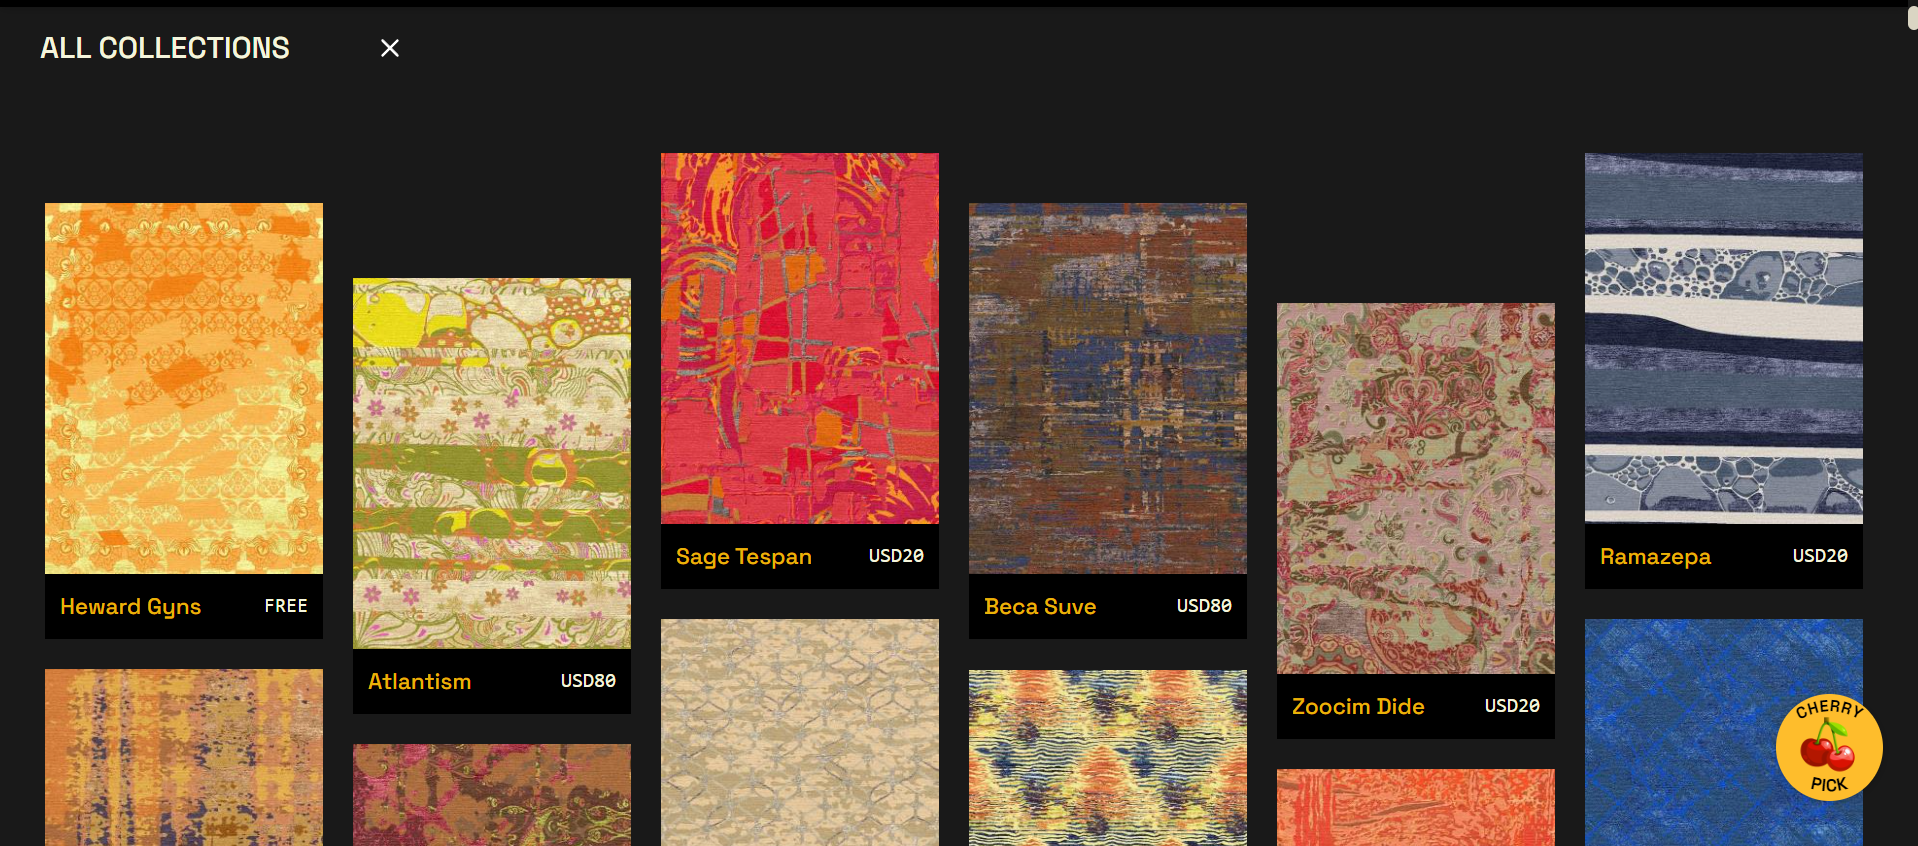 ALL COLLECTIONS
Heward Gyns FREE
Atlantism USD80
Sage Tespan USD20
Beca Suve USD80
Zoocim Dide USD20
Ramazepa USD20
CHERRY
PICK